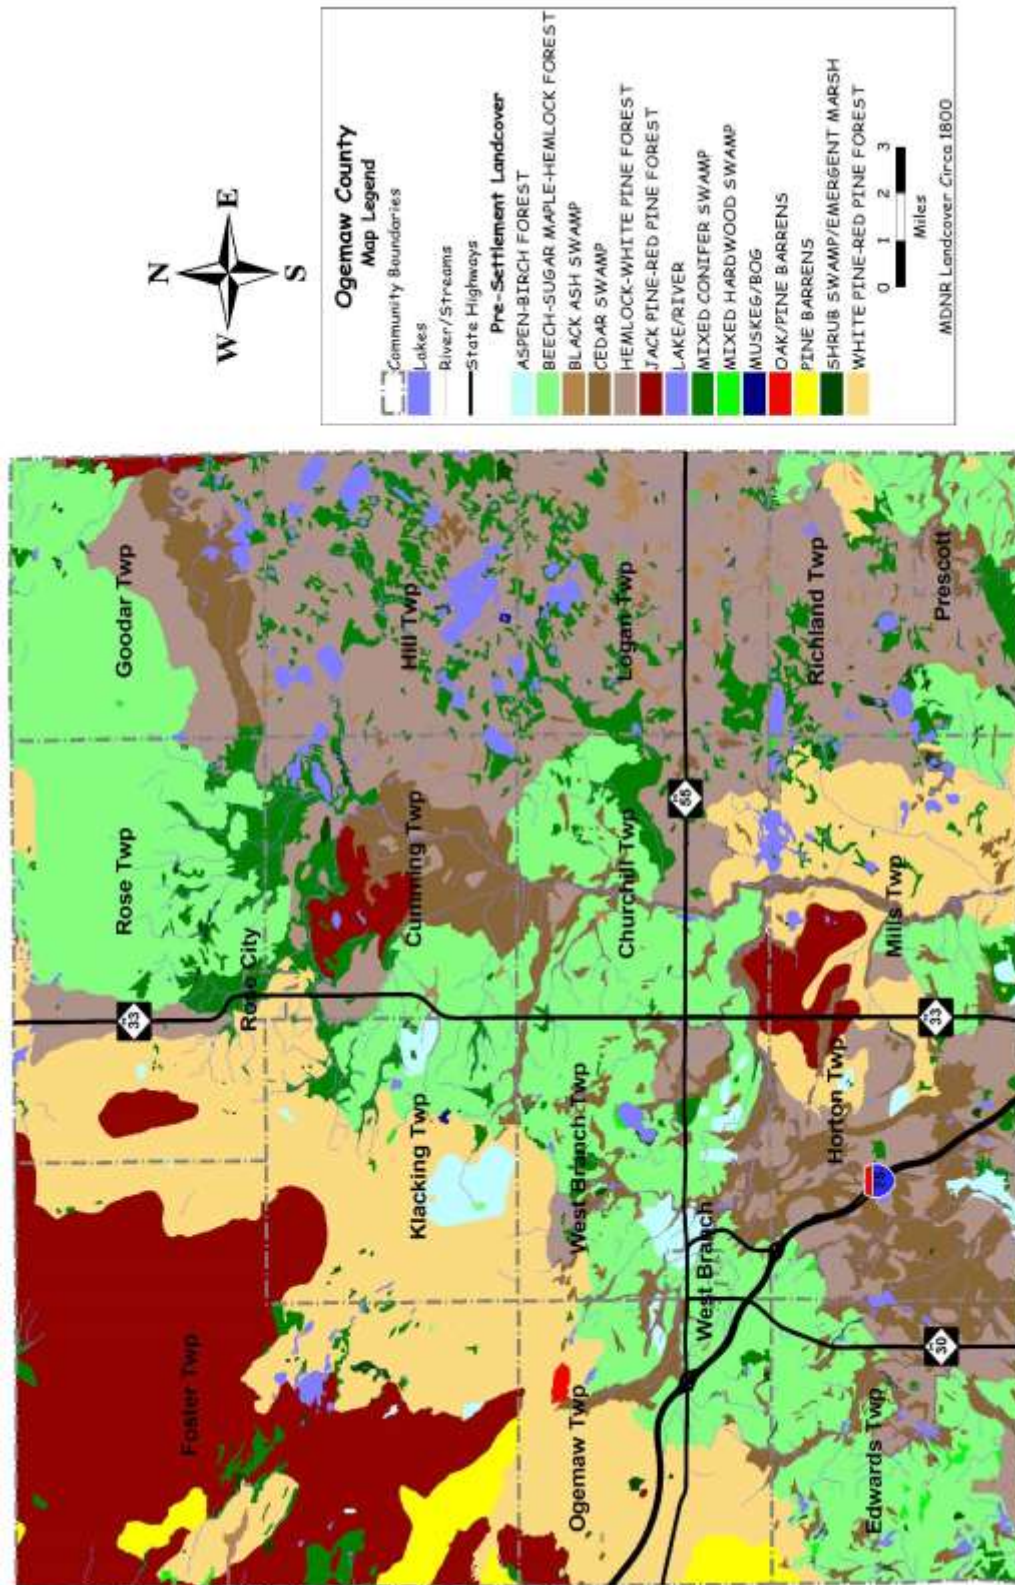 N
W E
S
Ogemaw County
Map Legend
Community Boundaries
Lakes
River/Streams
State Highways
Pre-Settlement Landcover
ASPEN-BIRCH FOREST
BEECH-SUGAR MAPLE-HEMLOCK FOREST
BLACK ASH SWAMP
CEDAR SWAMP
HEMLOCK-WHITE PINE FOREST
JACK PINE-RED PINE FOREST
LAKE/RIVER
MIXED CONIFER SWAMP
MIXED HARDWOOD SWAMP
MUSKEG/BOG
OAK/PINE BARRENS
PINE BARRENS
SHRUB SWAMP/EMERGENT MARSH
WHITE PINE-RED PINE FOREST
0 1 2 3
Miles
MDNR Landcover Circa 1800
Goodar Twp
Rose Twp
33
Foster Twp
Rose City
Hill Twp
Cumming Twp
Klacking Twp
Logan Twp
Churchill Twp
West Branch Twp
Ogemaw Twp
55
West Branch
Richland Twp
Mills Twp
Horton Twp
75
Edwards Twp
Prescott
33
30